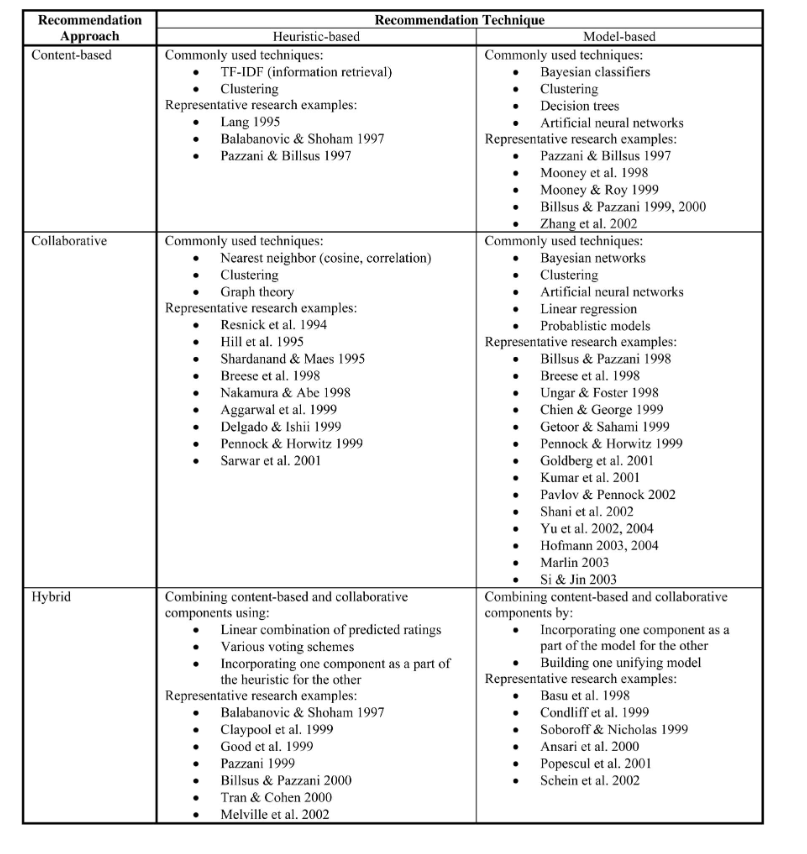 Recommendation Approach
Recommendation Technique
Heuristic-based
Model-based
Content-based
Commonly used techniques:
• TF-IDF (information retrieval)
• Clustering
Representative research examples:
• Lang 1995
• Balabanovic & Shoham 1997
• Pazzani & Billsus 1997
Commonly used techniques:
• Bayesian classifiers
• Clustering
• Decision trees
• Artificial neural networks
Representative research examples:
• Pazzani & Billsus 1997
• Mooney et al. 1998
• Mooney & Roy 1999
• Billsus & Pazzani 1999, 2000
• Zhang et al. 2002
Collaborative
Commonly used techniques:
• Nearest neighbor (cosine, correlation)
• Clustering
• Graph theory
Representative research examples:
• Resnick et al. 1994
• Hill et al. 1995
• Shardanand & Maes 1995
• Breese et al. 1998
• Nakamura & Abe 1998
• Aggarwal et al. 1999
• Delgado & Ishii 1999
• Pennock & Horwitz 1999
• Sarwar et al. 2001
Commonly used techniques:
• Bayesian networks
• Clustering
• Artificial neural networks
• Linear regression
• Probablistic models
Representative research examples:
• Billsus & Pazzani 1998
• Breese et al. 1998
• Ungar & Foster 1998
• Chien & George 1999
• Getoor & Sahami 1999
• Pennock & Horwitz 1999
• Goldberg et al. 2001
• Kumar et al. 2001
• Pavlov & Pennock 2002
• Shani et al. 2002
• Yu et al. 2002, 2004
• Hofmann 2003, 2004
• Marlin 2003
• Si & Jin 2003
Hybrid
Combining content-based and collaborative
components using:
• Linear combination of predicted ratings
• Various voting schemes
• Incorporating one component as a part of
the heuristic for the other
Representative research examples:
• Balabanovic & Shoham 1997
• Claypool et al. 1999
• Good et al. 1999
• Pazzani 1999
• Billsus & Pazzani 2000
• Tran & Cohen 2000
• Melville et al. 2002
Combining content-based and collaborative
components by:
• Incorporating one component as a
part of the model for the other
• Building one unifying model
Representative research examples:
• Basu et al. 1998
• Condliff et al. 1999
• Soboroff & Nicholas 1999
• Ansari et al. 2000
• Popescul et al. 2001
• Schein et al. 2002